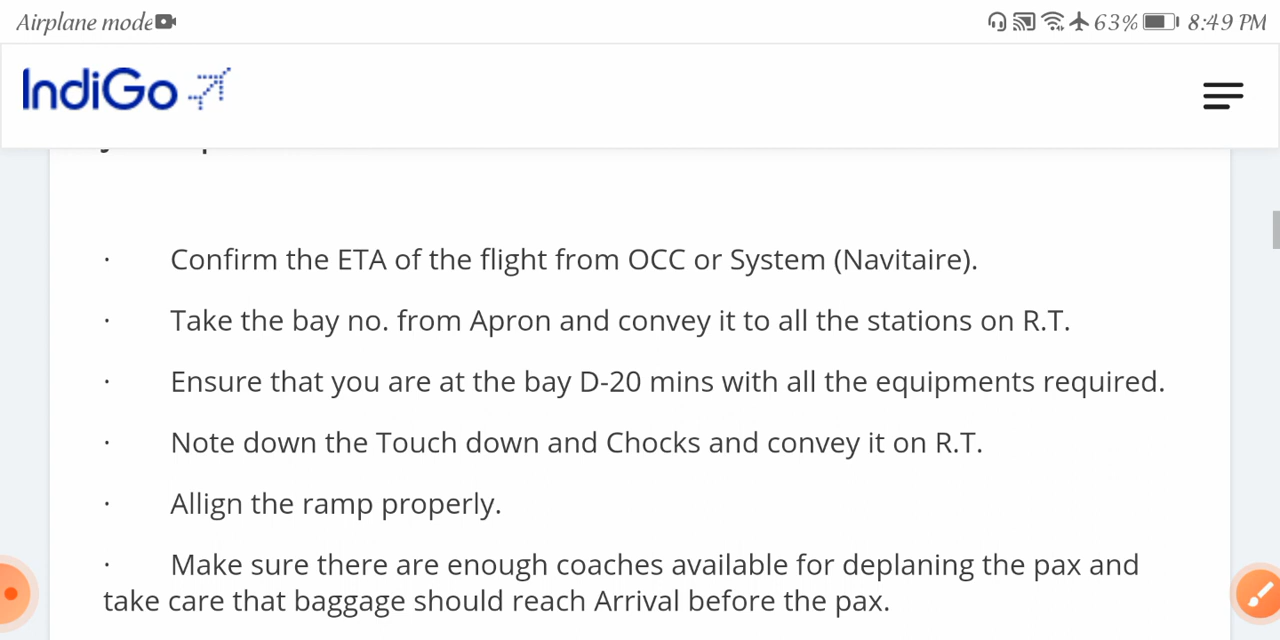 Airplane mode 63% 8:49 PM
IndiGo
· Confirm the ETA of the flight from OCC or System (Navitaire).
· Take the bay no. from Apron and convey it to all the stations on R.T.
· Ensure that you are at the bay D-20 mins with all the equipments required.
· Note down the Touch down and Chocks and convey it on R.T.
· Allign the ramp properly.
· Make sure there are enough coaches available for deplaning the pax and
take care that baggage should reach Arrival before the pax.